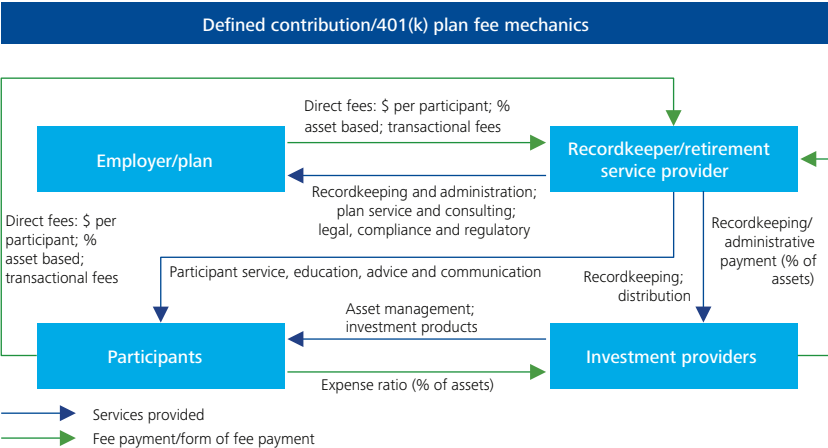 Defined contribution/401(k) plan fee mechanics
Direct fees: $ per participant; %
asset based; transactional fees
Employer/plan
Recordkeeper/retirement
service provider
Recordkeeping and administration;
plan service and consulting;
legal, compliance and regulatory
Direct fees: $ per
participant; %
asset based;
transactional fees
Recordkeeping/
administrative
payment (% of
assets)
Participant service, education, advice and communication
Recordkeeping;
distribution
Asset management;
investment products
Participants
Investment providers
Expense ratio (% of assets)
Services provided
Fee payment/form of fee payment